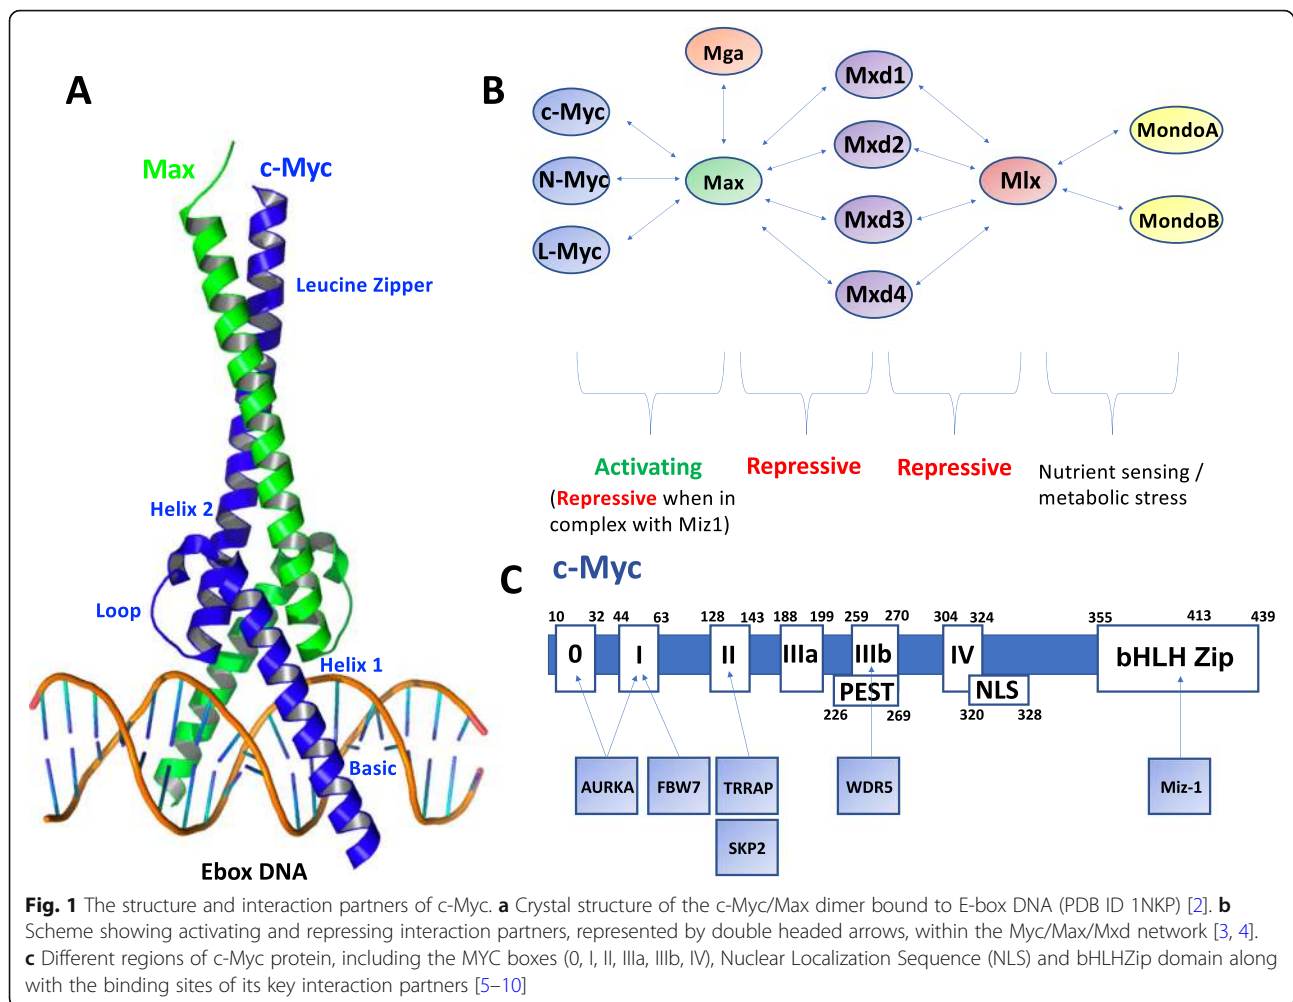 A
Max
c-Myc
Leucine Zipper
Helix 2
Loop
Helix 1
Basic
Ebox DNA
B
Mga
c-Myc
N-Myc
L-Myc
Max
Mxd1
Mxd2
Mxd3
Mxd4
Mlx
MondoA
MondoB
Activating
(Repressive when in
complex with Miz1)
Repressive
Repressive
Nutrient sensing /
metabolic stress
C
c-Myc
10 32 44 63 128 143 188 199 259 270 304 324 355 413 439
0 I II IIIa IIIb IV bHLH Zip
PEST NLS
226 269 320 328
AURKA FBW7 TRRAP WDR5 Miz-1
SKP2
Fig. 1 The structure and interaction partners of c-Myc. a Crystal structure of the c-Myc/Max dimer bound to E-box DNA (PDB ID 1NKP) [2]. b
Scheme showing activating and repressing interaction partners, represented by double headed arrows, within the Myc/Max/Mxd network [3, 4].
c Different regions of c-Myc protein, including the MYC boxes (0, I, II, IIIa, IIIb, IV), Nuclear Localization Sequence (NLS) and bHLHZip domain along
with the binding sites of its key interaction partners [5–10]